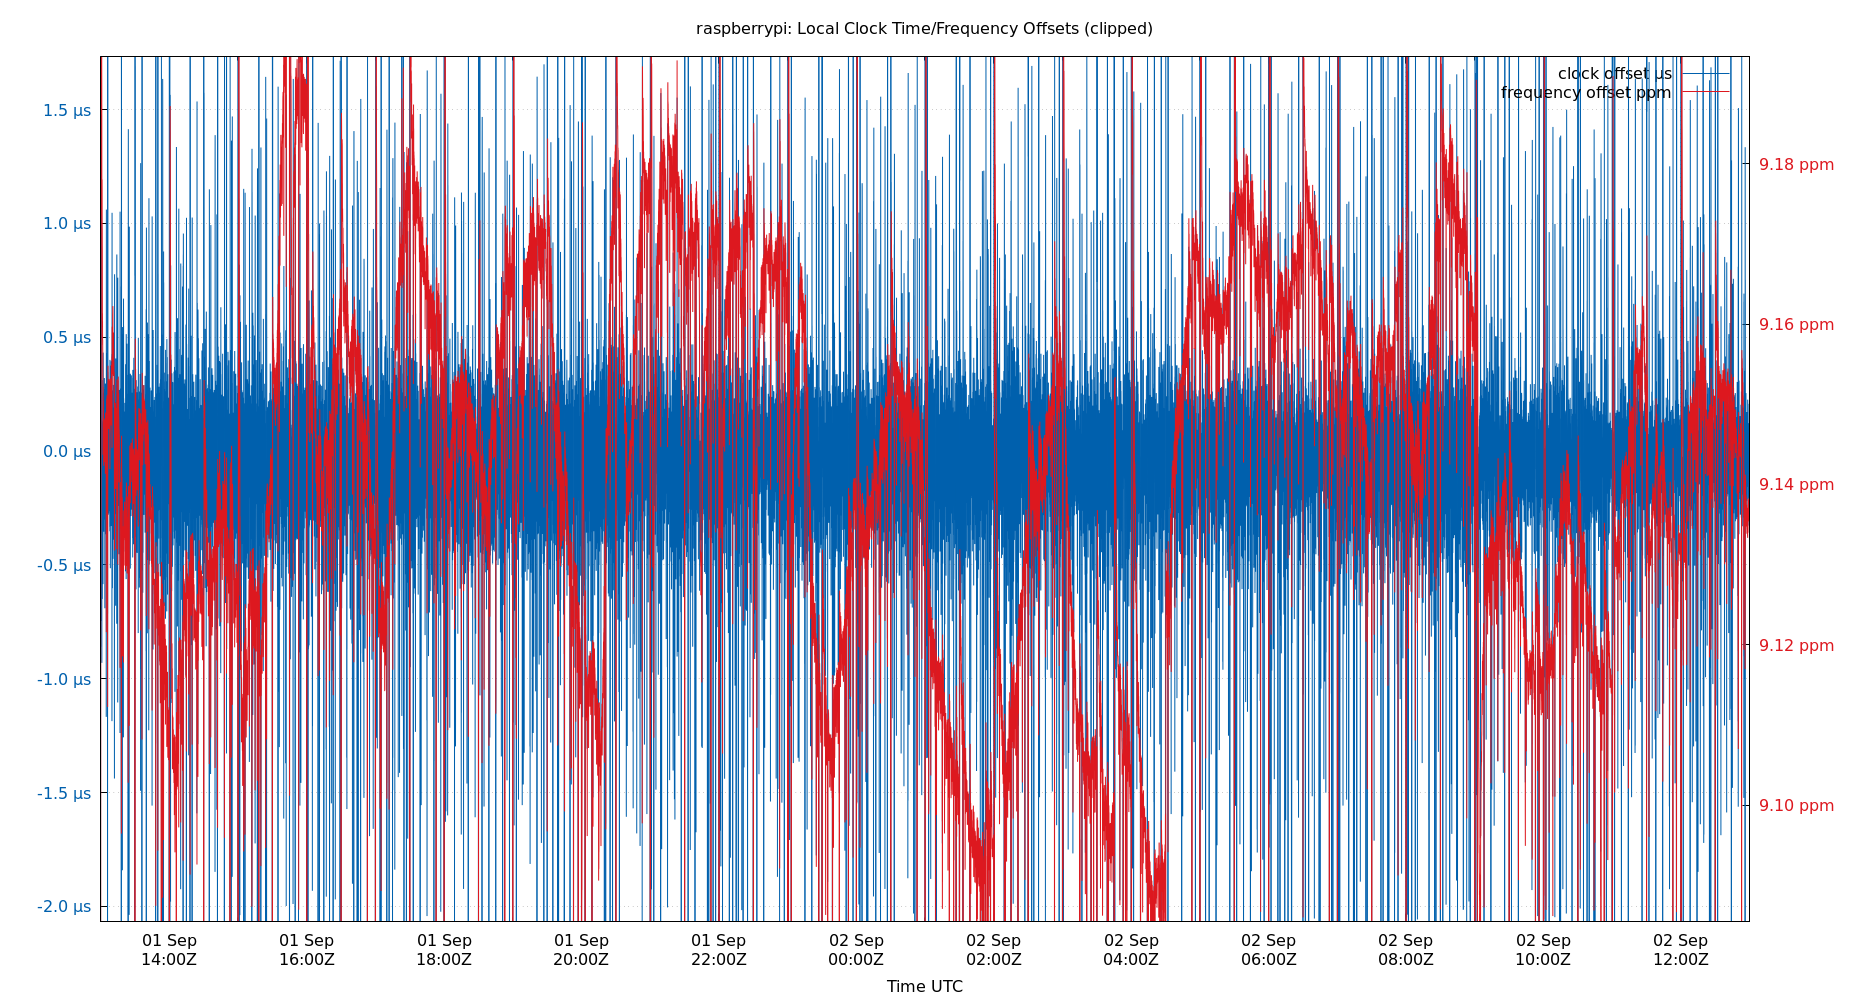 raspberrypi: Local Clock Time/Frequency Offsets (clipped)
clock offset µs
frequency offset ppm
1.5 µs
1.0 µs
0.5 µs
0.0 µs
-0.5 µs
-1.0 µs
-1.5 µs
-2.0 µs
9.18 ppm
9.16 ppm
9.14 ppm
9.12 ppm
9.10 ppm
01 Sep 01 Sep 01 Sep 01 Sep 01 Sep 02 Sep 02 Sep 02 Sep 02 Sep 02 Sep 02 Sep 02 Sep
14:00Z 16:00Z 18:00Z 20:00Z 22:00Z 00:00Z 02:00Z 04:00Z 06:00Z 08:00Z 10:00Z 12:00Z
Time UTC